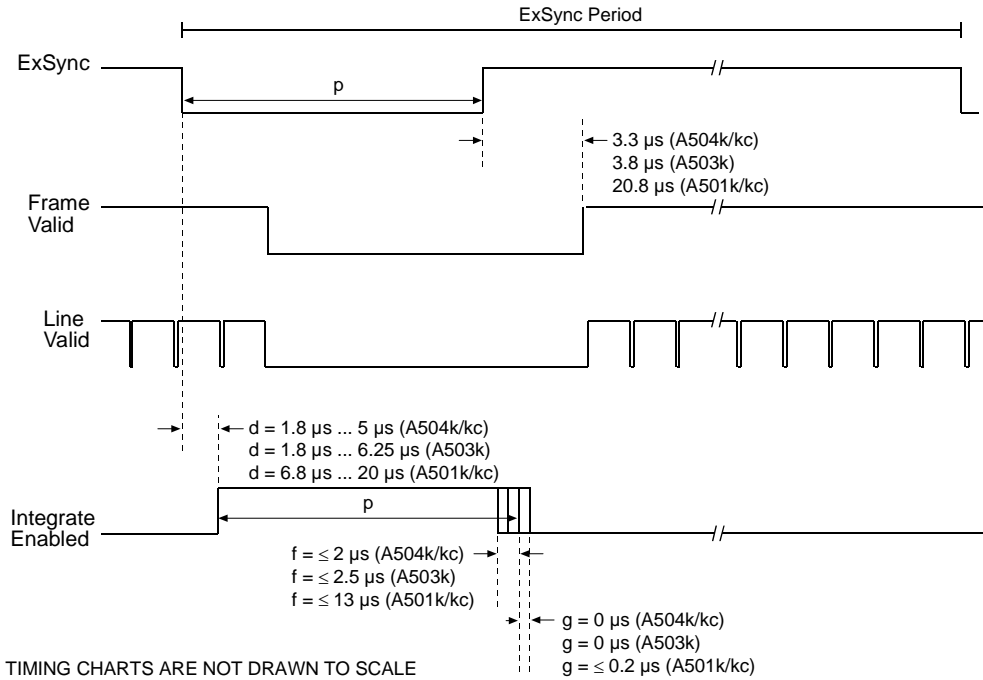 ExSync Period
ExSync
p
3.3 µs (A504k/kc)
3.8 µs (A503k)
20.8 µs (A501k/kc)
Frame
Valid
Line
Valid
d = 1.8 µs ... 5 µs (A504k/kc)
d = 1.8 µs ... 6.25 µs (A503k)
d = 6.8 µs ... 20 µs (A501k/kc)
p
Integrate
Enabled
f = ≤ 2 µs (A504k/kc)
f = ≤ 2.5 µs (A503k)
f = ≤ 13 µs (A501k/kc)
g = 0 µs (A504k/kc)
g = 0 µs (A503k)
g = ≤ 0.2 µs (A501k/kc)
TIMING CHARTS ARE NOT DRAWN TO SCALE